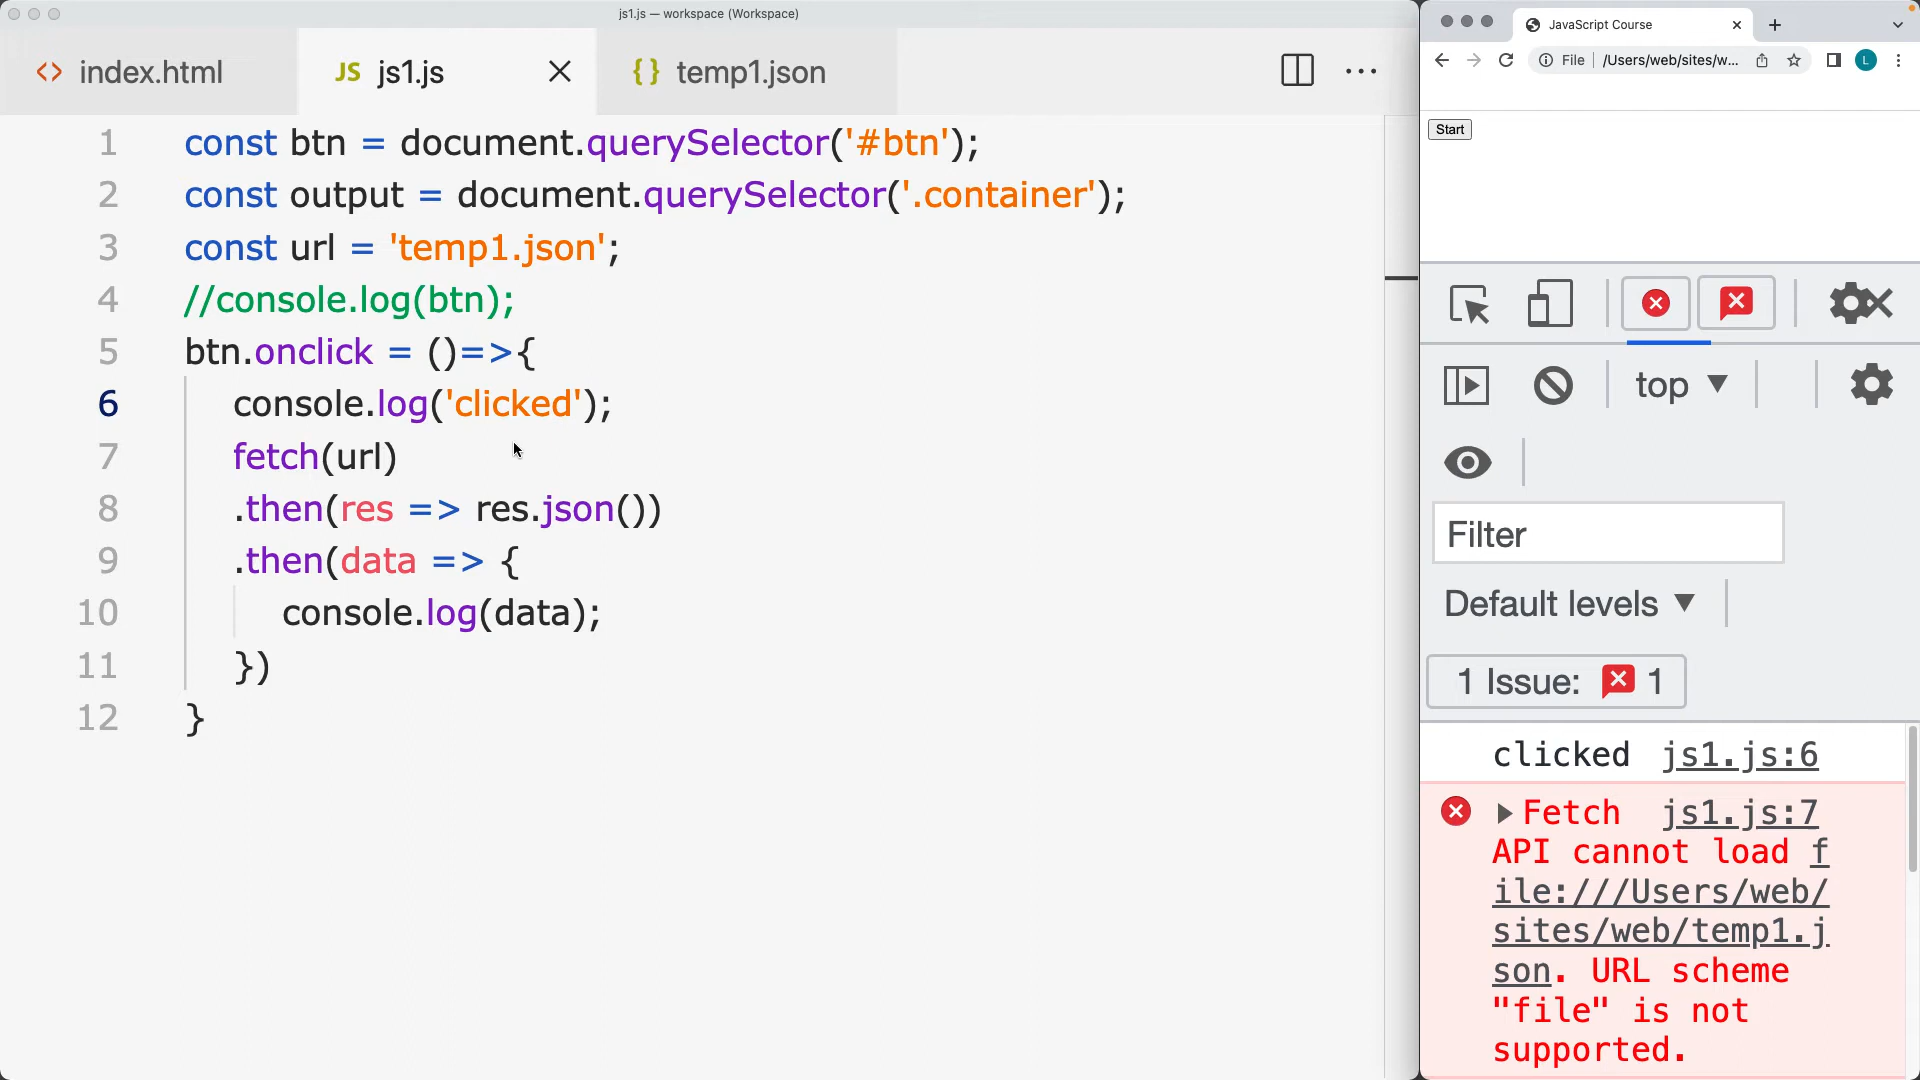 js1.js — workspace (Workspace)
<> index.html
JS js1.js
{} temp1.json
1 const btn = document.querySelector('#btn');
2 const output = document.querySelector('.container');
3 const url = 'temp1.json';
4 //console.log(btn);
5 btn.onclick = ()=>{
6 console.log('clicked');
7 fetch(url)
8 .then(res => res.json())
9 .then(data => {
10 console.log(data);
11 })
12 }
JavaScript Course
File /Users/web/sites/w...
L
Start
top
Filter
Default levels
1 Issue: 1
clicked js1.js:6
Fetch js1.js:7
API cannot load f
ile:///Users/web/
sites/web/temp1.j
son. URL scheme
"file" is not
supported.